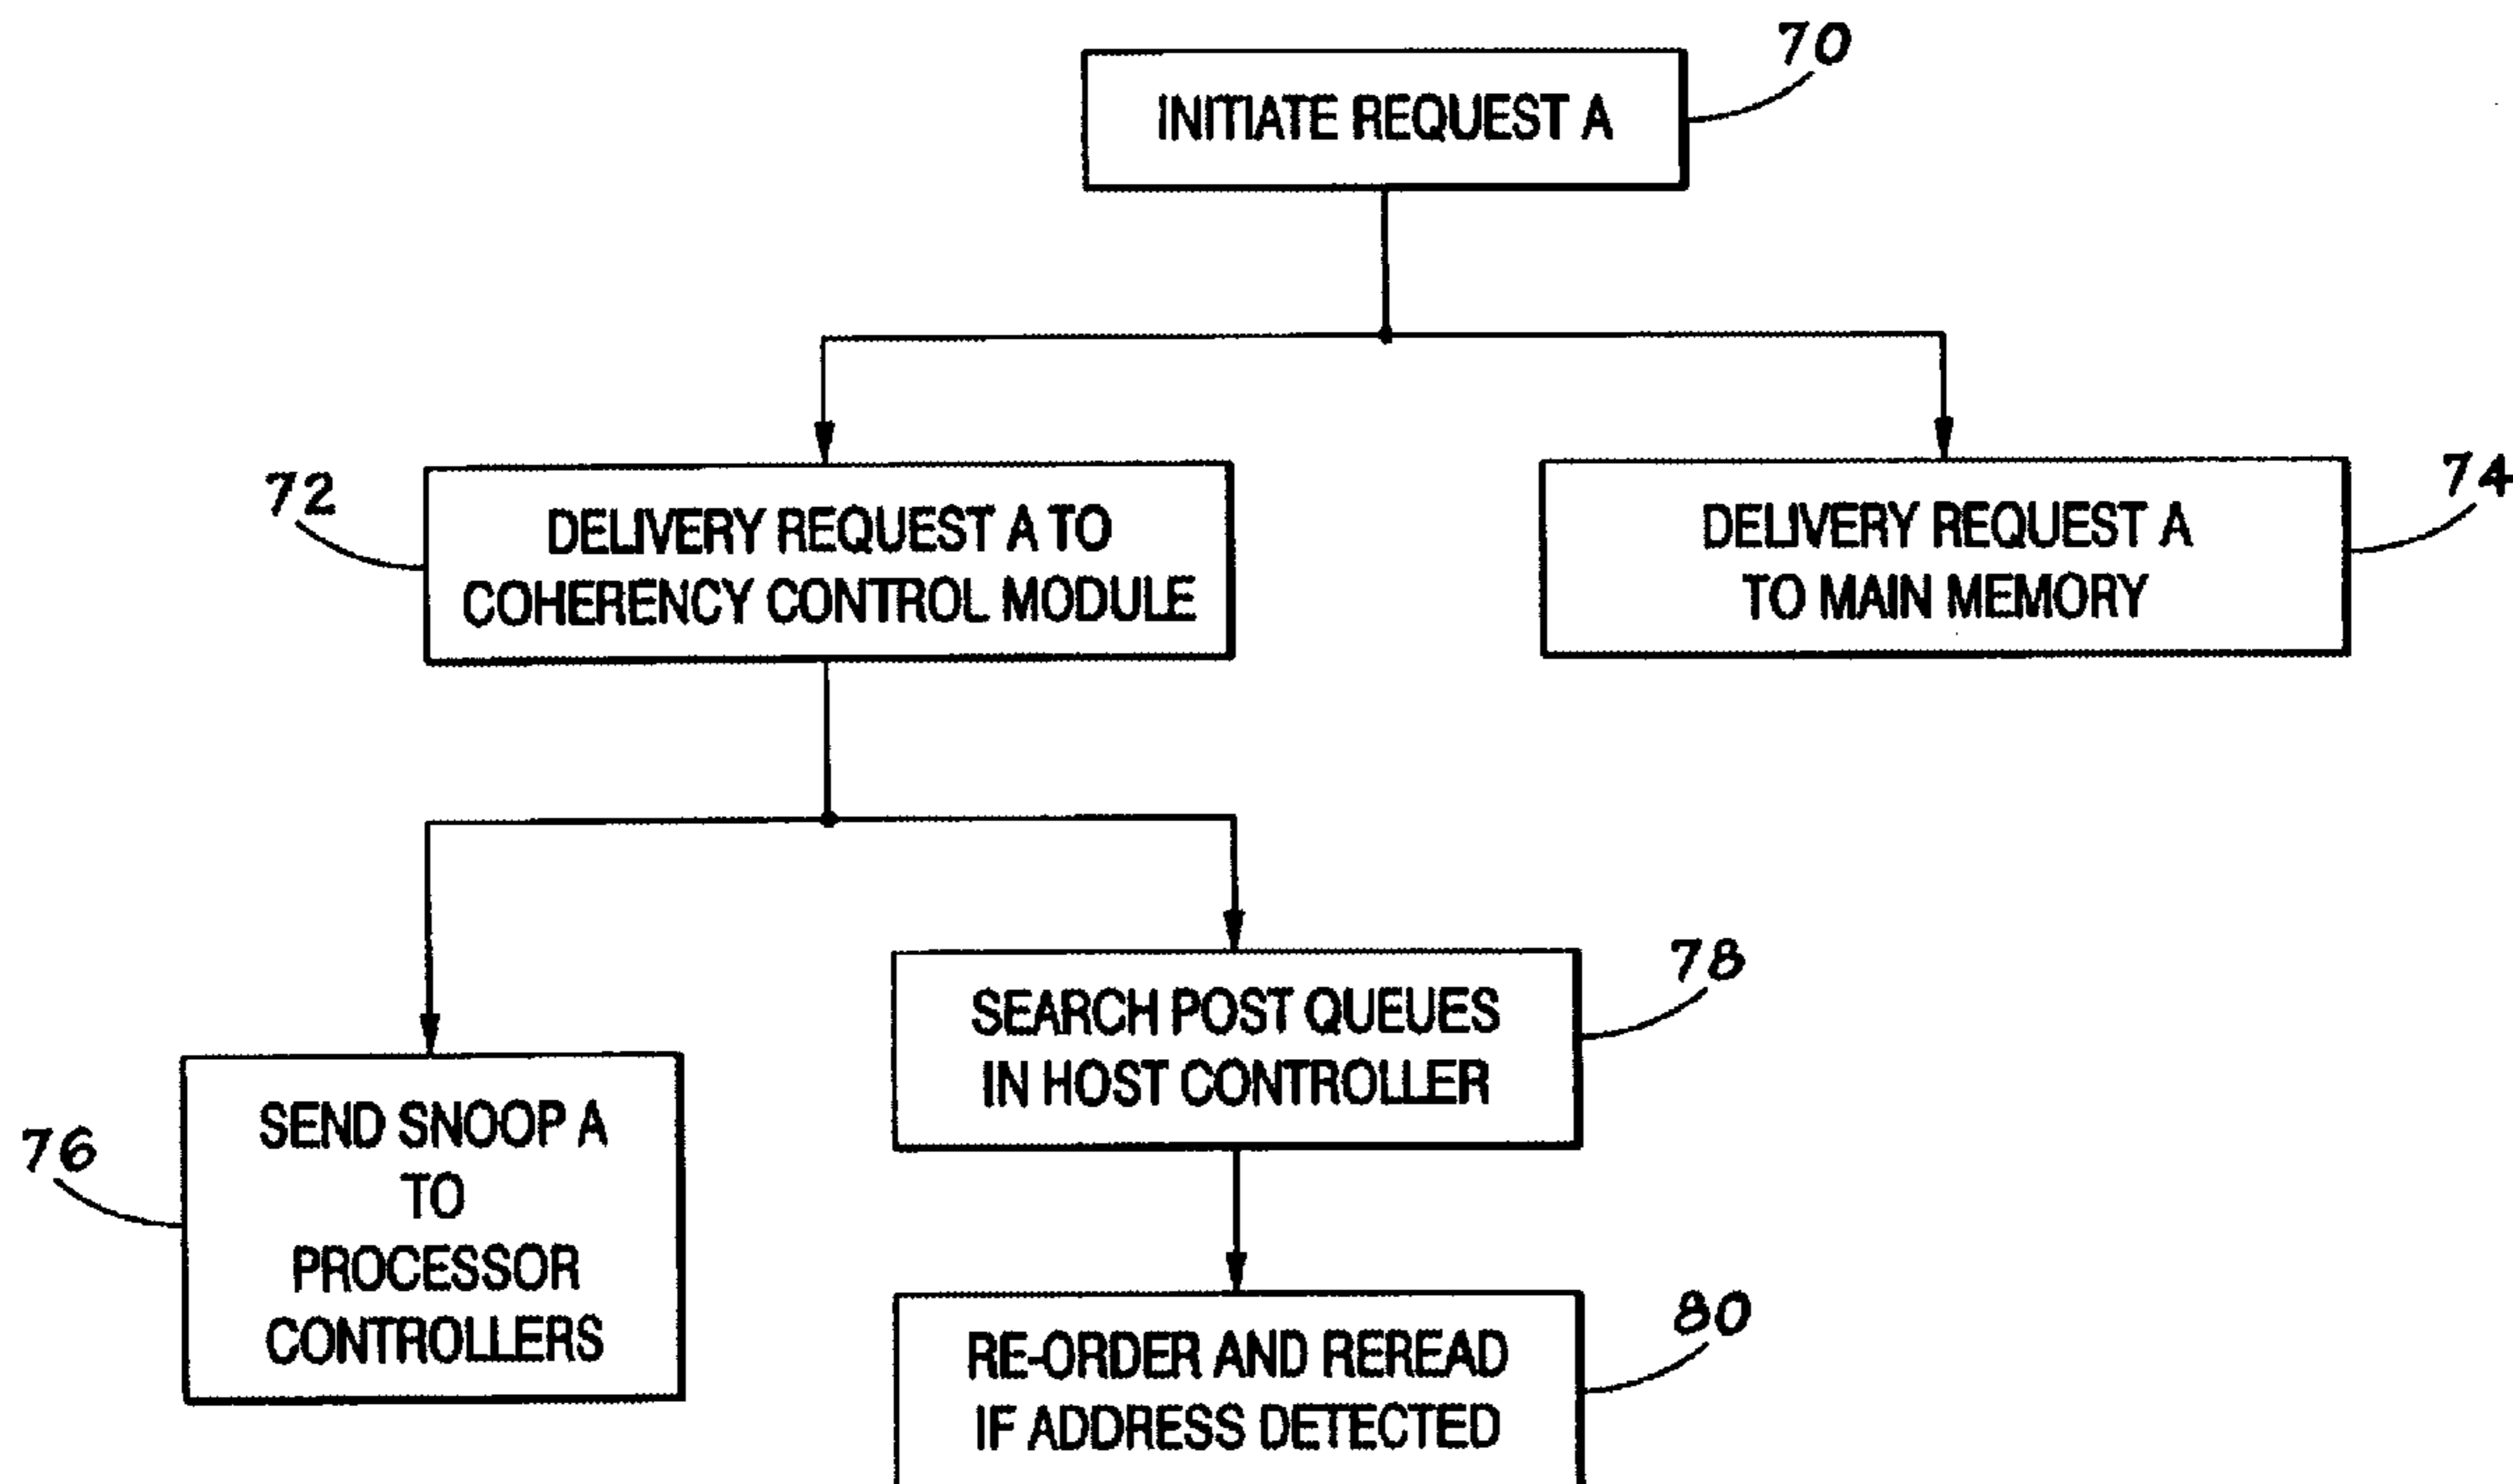 70
INITIATE REQUEST A
72
DELIVERY REQUEST A TO
COHERENCY CONTROL MODULE
74
DELIVERY REQUEST A
TO MAIN MEMORY
76
SEND SNOOP A
TO
PROCESSOR
CONTROLLERS
78
SEARCH POST QUEUES
IN HOST CONTROLLER
80
RE-ORDER AND REREAD
IF ADDRESS DETECTED